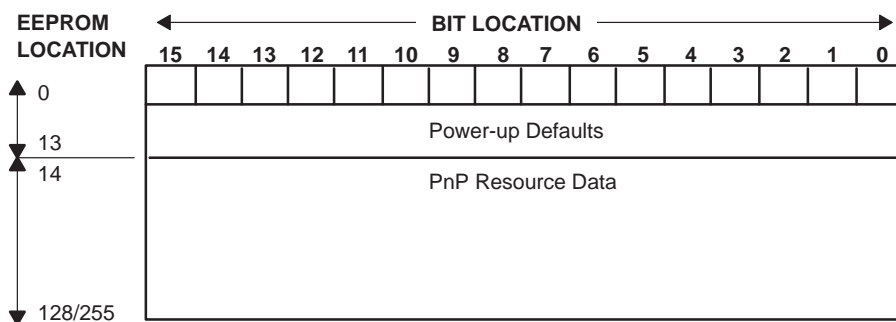 EEPROM
LOCATION
BIT LOCATION
15 14 13 12 11 10 9 8 7 6 5 4 3 2 1 0
0
Power-up Defaults
13
14
PnP Resource Data
128/255